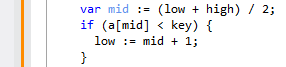 var mid := (low + high) / 2;
if (a[mid] < key) {
  low := mid + 1;
}